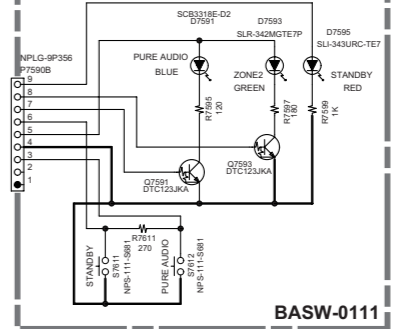 SCB3318E-D2
D7591
D7593
SLR-342MGTE7P
D7595
SLI-343URC-TE7
NPLG-9P356
P7590B
PURE AUDIO
BLUE
ZONE2
GREEN
STANDBY
RED
9
8
7
6
5
4
3
2
1
R7595
120
R7597
180
R7599
1K
Q7591
DTC123JKA
Q7593
DTC123JKA
R7611
270
STANDBY
S7611
NPS-111-S681
PURE AUDIO
S7612
NPS-111-S681
BASW-0111